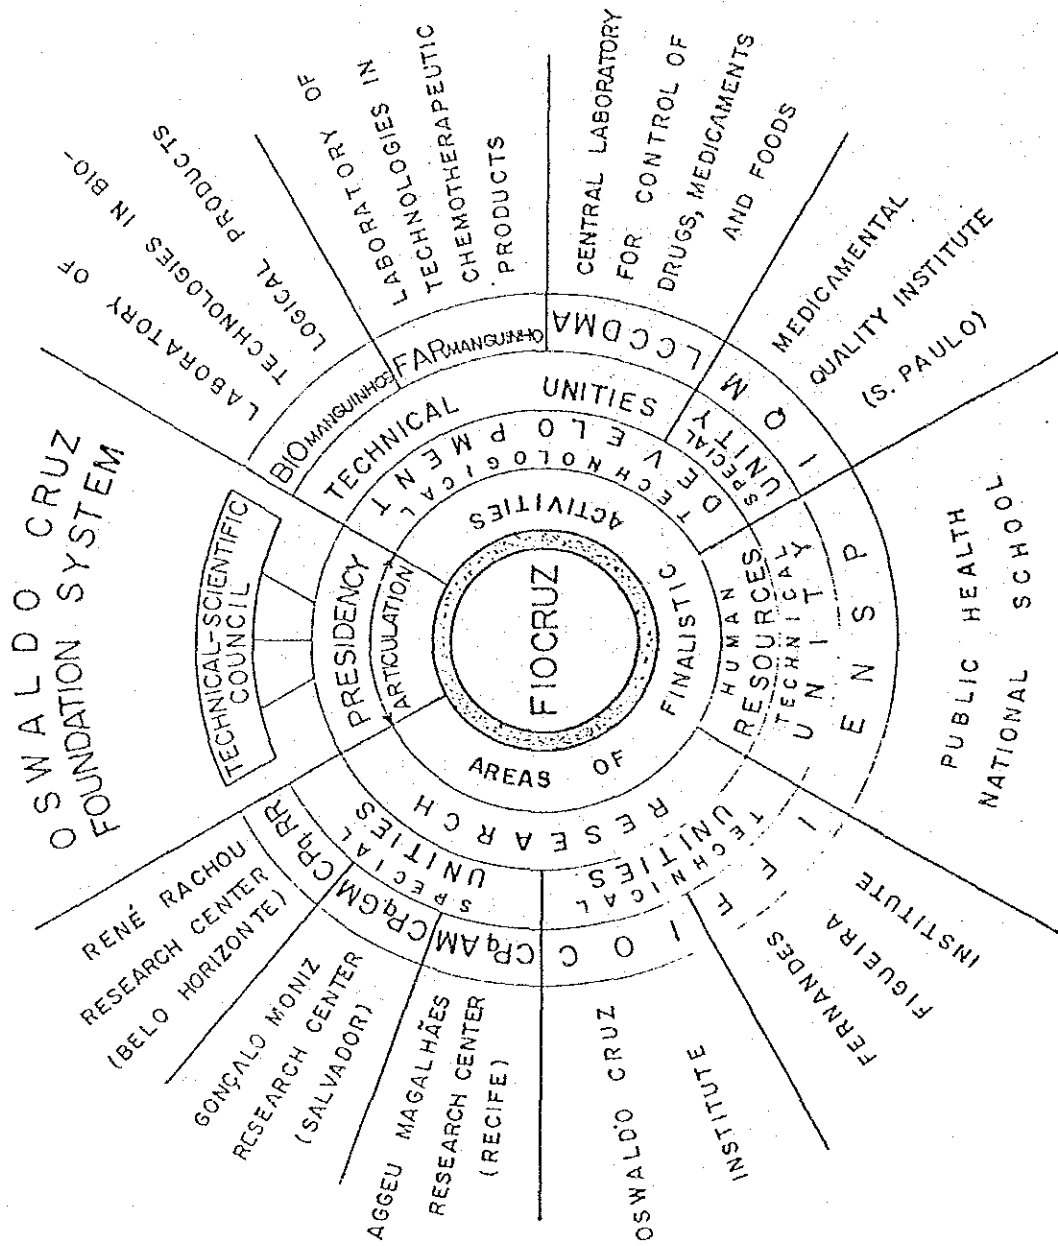 OSWALDO CRUZ
FOUNDATION SYSTEM
TECHNICAL-SCIENTIFIC
COUNCIL
PRESIDENCY
ARTICULATION
FIOCRUZ
AREAS OF FINALISTIC ACTIVITIES
TECHNOLOGICAL
DEVELOPMENT
TECHNICAL UNITIES
BIOMANGUINHOS
LABORATORY OF
TECHNOLOGIES IN BIO-
LOGICAL PRODUCTS
FARMANGUINHO
LABORATORY OF
TECHNOLOGIES IN
CHEMOTHERAPEUTIC
PRODUCTS
LCCDMA
CENTRAL LABORATORY
FOR CONTROL OF
DRUGS, MEDICAMENTS
AND FOODS
SPECIAL
UNITY
IQM
MEDICAMENTAL
QUALITY INSTITUTE
(S. PAULO)
HUMAN
RESOURCES
TECHNICAL
UNITY
ENSP
PUBLIC HEALTH
NATIONAL SCHOOL
RESEARCH
TECHNICAL
UNITIES
IFF
FERNANDES
FIGUEIRA
INSTITUTE
IOC
OSWALDO CRUZ
INSTITUTE
SPECIAL
UNITIES
CPqAM
AGGEU MAGALHÃES
RESEARCH CENTER
(RECIFE)
CPqGM
GONÇALO MONIZ
RESEARCH CENTER
(SALVADOR)
CPqRR
RENÉ RACHOU
RESEARCH CENTER
(BELO HORIZONTE)